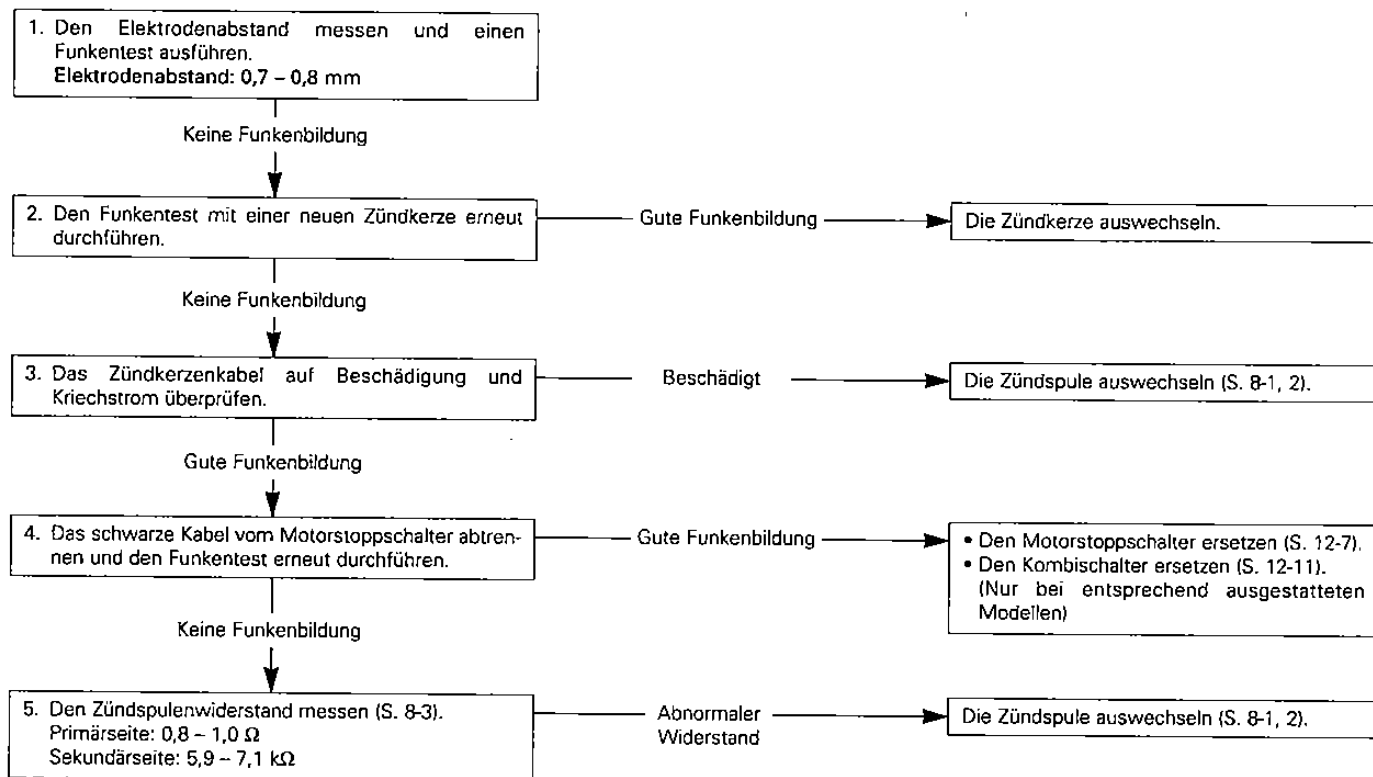 1. Den Elektrodenabstand messen und einen
Funkentest ausführen.
Elektrodenabstand: 0,7 – 0,8 mm
Keine Funkenbildung
2. Den Funkentest mit einer neuen Zündkerze erneut
durchführen.
Gute Funkenbildung
Die Zündkerze auswechseln.
Keine Funkenbildung
3. Das Zündkerzenkabel auf Beschädigung und
Kriechstrom überprüfen.
Beschädigt
Die Zündspule auswechseln (S. 8-1, 2).
Gute Funkenbildung
4. Das schwarze Kabel vom Motorstoppschalter abtren-
nen und den Funkentest erneut durchführen.
Gute Funkenbildung
• Den Motorstoppschalter ersetzen (S. 12-7).
• Den Kombischalter ersetzen (S. 12-11).
(Nur bei entsprechend ausgestatteten
Modellen)
Keine Funkenbildung
5. Den Zündspulenwiderstand messen (S. 8-3).
Primärseite: 0,8 – 1,0 Ω
Sekundärseite: 5,9 – 7,1 kΩ
Abnormaler
Widerstand
Die Zündspule auswechseln (S. 8-1, 2).